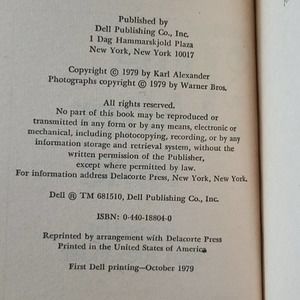 Published by
Dell Publishing Co., Inc.
1 Dag Hammarskjold Plaza
New York, New York 10017
Copyright © 1979 by Karl Alexander
Photographs copyright © 1979 by Warner Bros.
All rights reserved.
No part of this book may be reproduced or
transmitted in any form or by any means, electronic or
mechanical, including photocopying, recording, or by any
information storage and retrieval system, without the
written permission of the Publisher,
except where permitted by law.
For information address Delacorte Press, New York, New York.
Dell ® TM 681510, Dell Publishing Co., Inc.
ISBN: 0-440-18804-0
Reprinted by arrangement with Delacorte Press
Printed in the United States of America
First Dell printing—October 1979